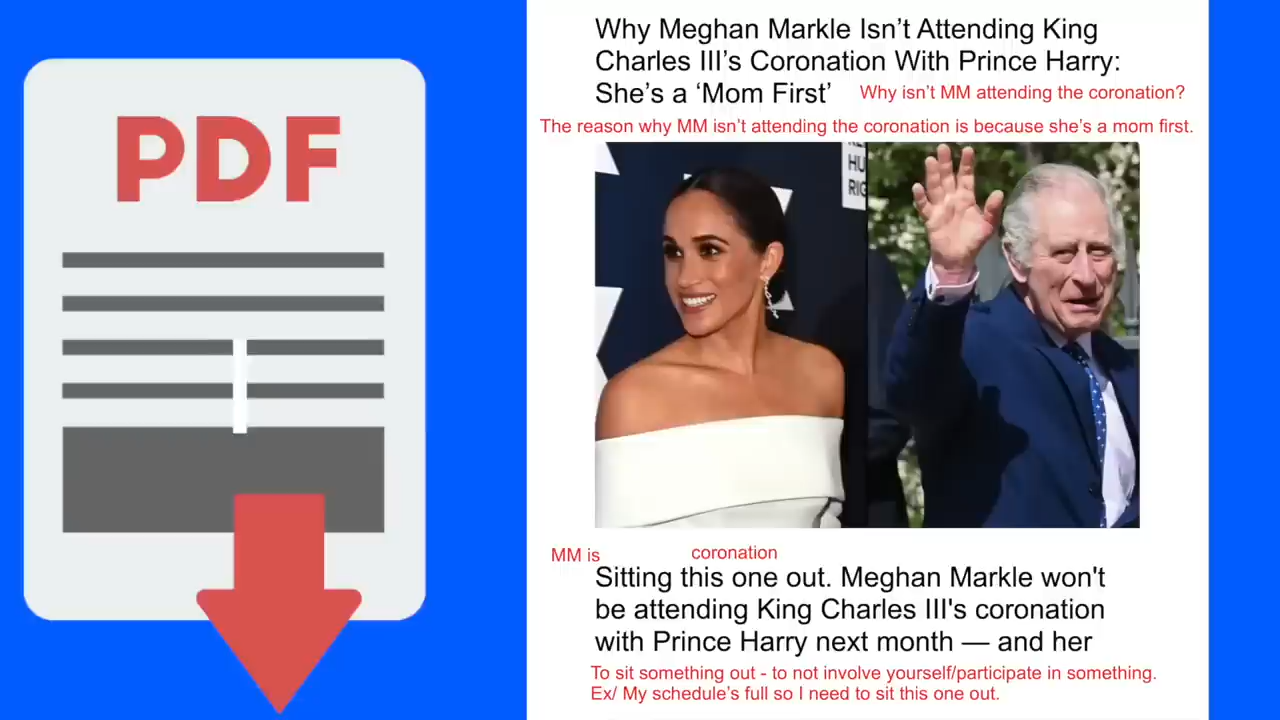 PDF
Why Meghan Markle Isn’t Attending King
Charles III’s Coronation With Prince Harry:
She’s a ‘Mom First’
Why isn’t MM attending the coronation?
The reason why MM isn’t attending the coronation is because she’s a mom first.
HU
RIG
MM is
coronation
Sitting this one out. Meghan Markle won't
be attending King Charles III's coronation
with Prince Harry next month — and her
To sit something out - to not involve yourself/participate in something.
Ex/ My schedule’s full so I need to sit this one out.